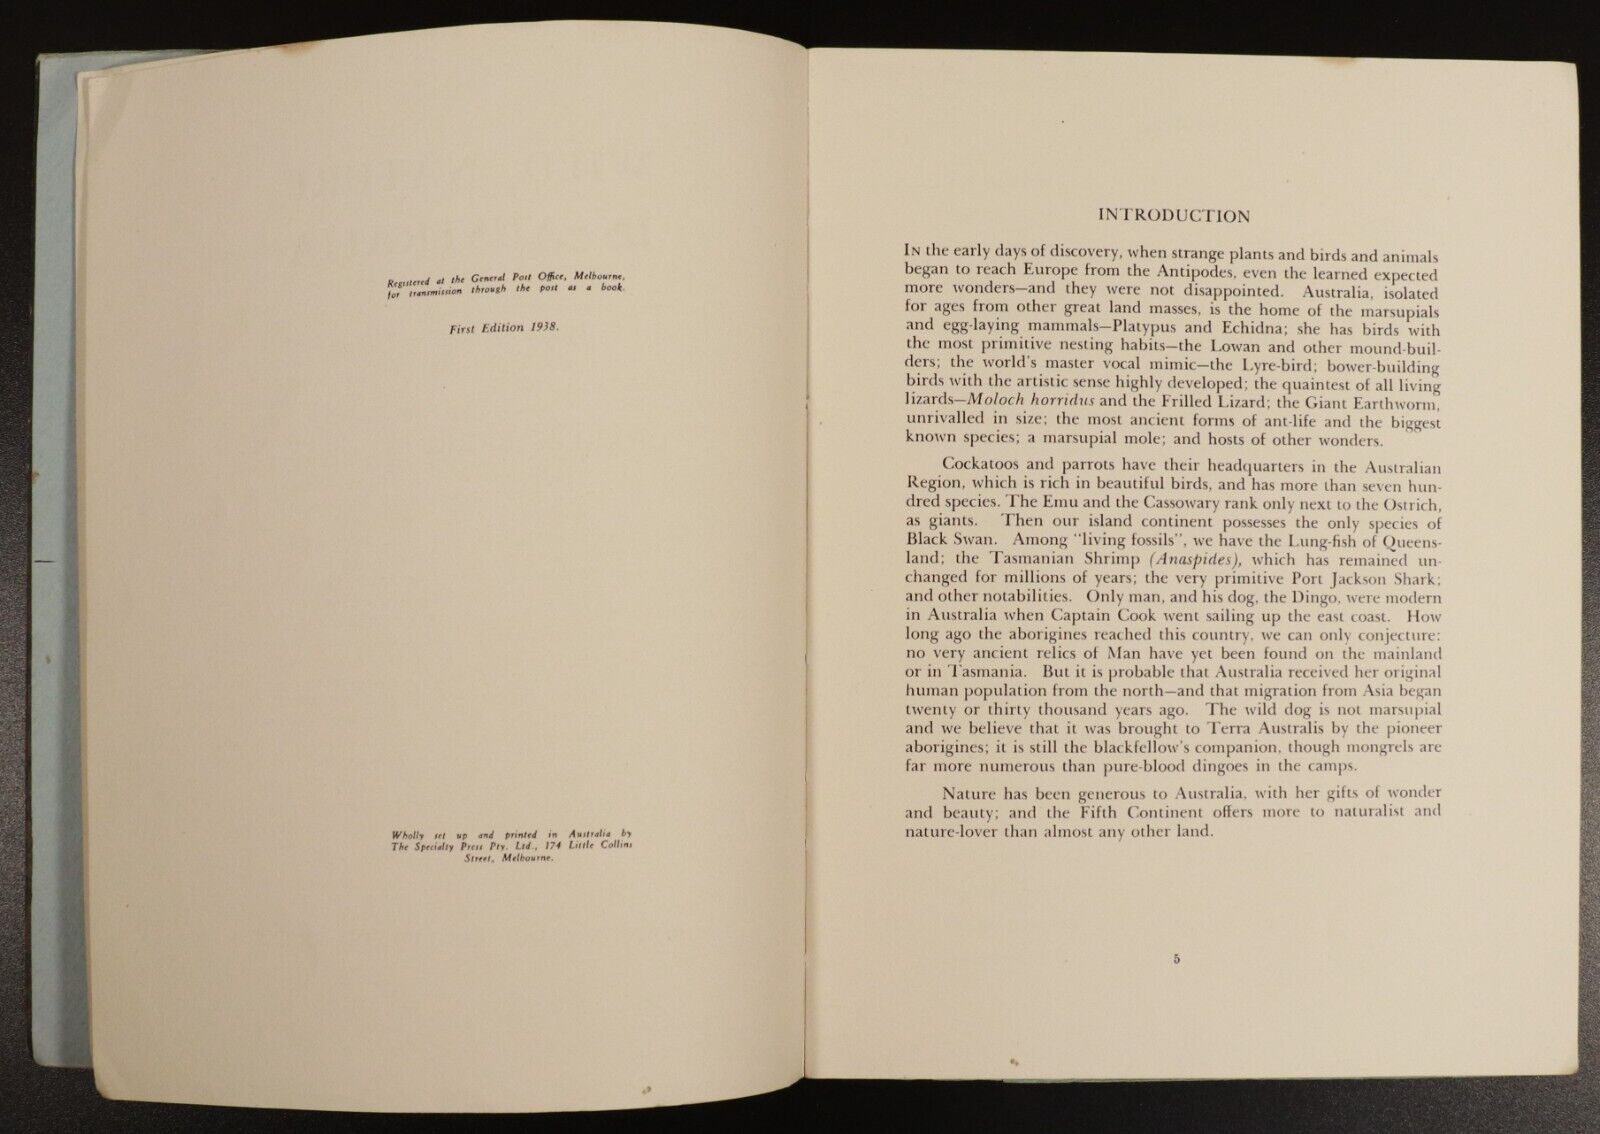 Registered at the General Post Office, Melbourne,
for transmission through the post as a book.
First Edition 1938.
Wholly set up and printed in Australia by
The Specialty Press Pty. Ltd., 174 Little Collins
Street, Melbourne.
INTRODUCTION
IN the early days of discovery, when strange plants and birds and animals
began to reach Europe from the Antipodes, even the learned expected
more wonders—and they were not disappointed. Australia, isolated
for ages from other great land masses, is the home of the marsupials
and egg-laying mammals—Platypus and Echidna; she has birds with
the most primitive nesting habits—the Lowan and other mound-buil-
ders; the world's master vocal mimic—the Lyre-bird; bower-building
birds with the artistic sense highly developed; the quaintest of all living
lizards—Moloch horridus and the Frilled Lizard; the Giant Earthworm,
unrivalled in size; the most ancient forms of ant-life and the biggest
known species; a marsupial mole; and hosts of other wonders.
Cockatoos and parrots have their headquarters in the Australian
Region, which is rich in beautiful birds, and has more than seven hun-
dred species. The Emu and the Cassowary rank only next to the Ostrich,
as giants. Then our island continent possesses the only species of
Black Swan. Among "living fossils", we have the Lung-fish of Queens-
land; the Tasmanian Shrimp (Anaspides), which has remained un-
changed for millions of years; the very primitive Port Jackson Shark;
and other notabilities. Only man, and his dog, the Dingo, were modern
in Australia when Captain Cook went sailing up the east coast. How
long ago the aborigines reached this country, we can only conjecture:
no very ancient relics of Man have yet been found on the mainland
or in Tasmania. But it is probable that Australia received her original
human population from the north—and that migration from Asia began
twenty or thirty thousand years ago. The wild dog is not marsupial
and we believe that it was brought to Terra Australis by the pioneer
aborigines; it is still the blackfellow's companion, though mongrels are
far more numerous than pure-blood dingoes in the camps.
Nature has been generous to Australia, with her gifts of wonder
and beauty; and the Fifth Continent offers more to naturalist and
nature-lover than almost any other land.
5